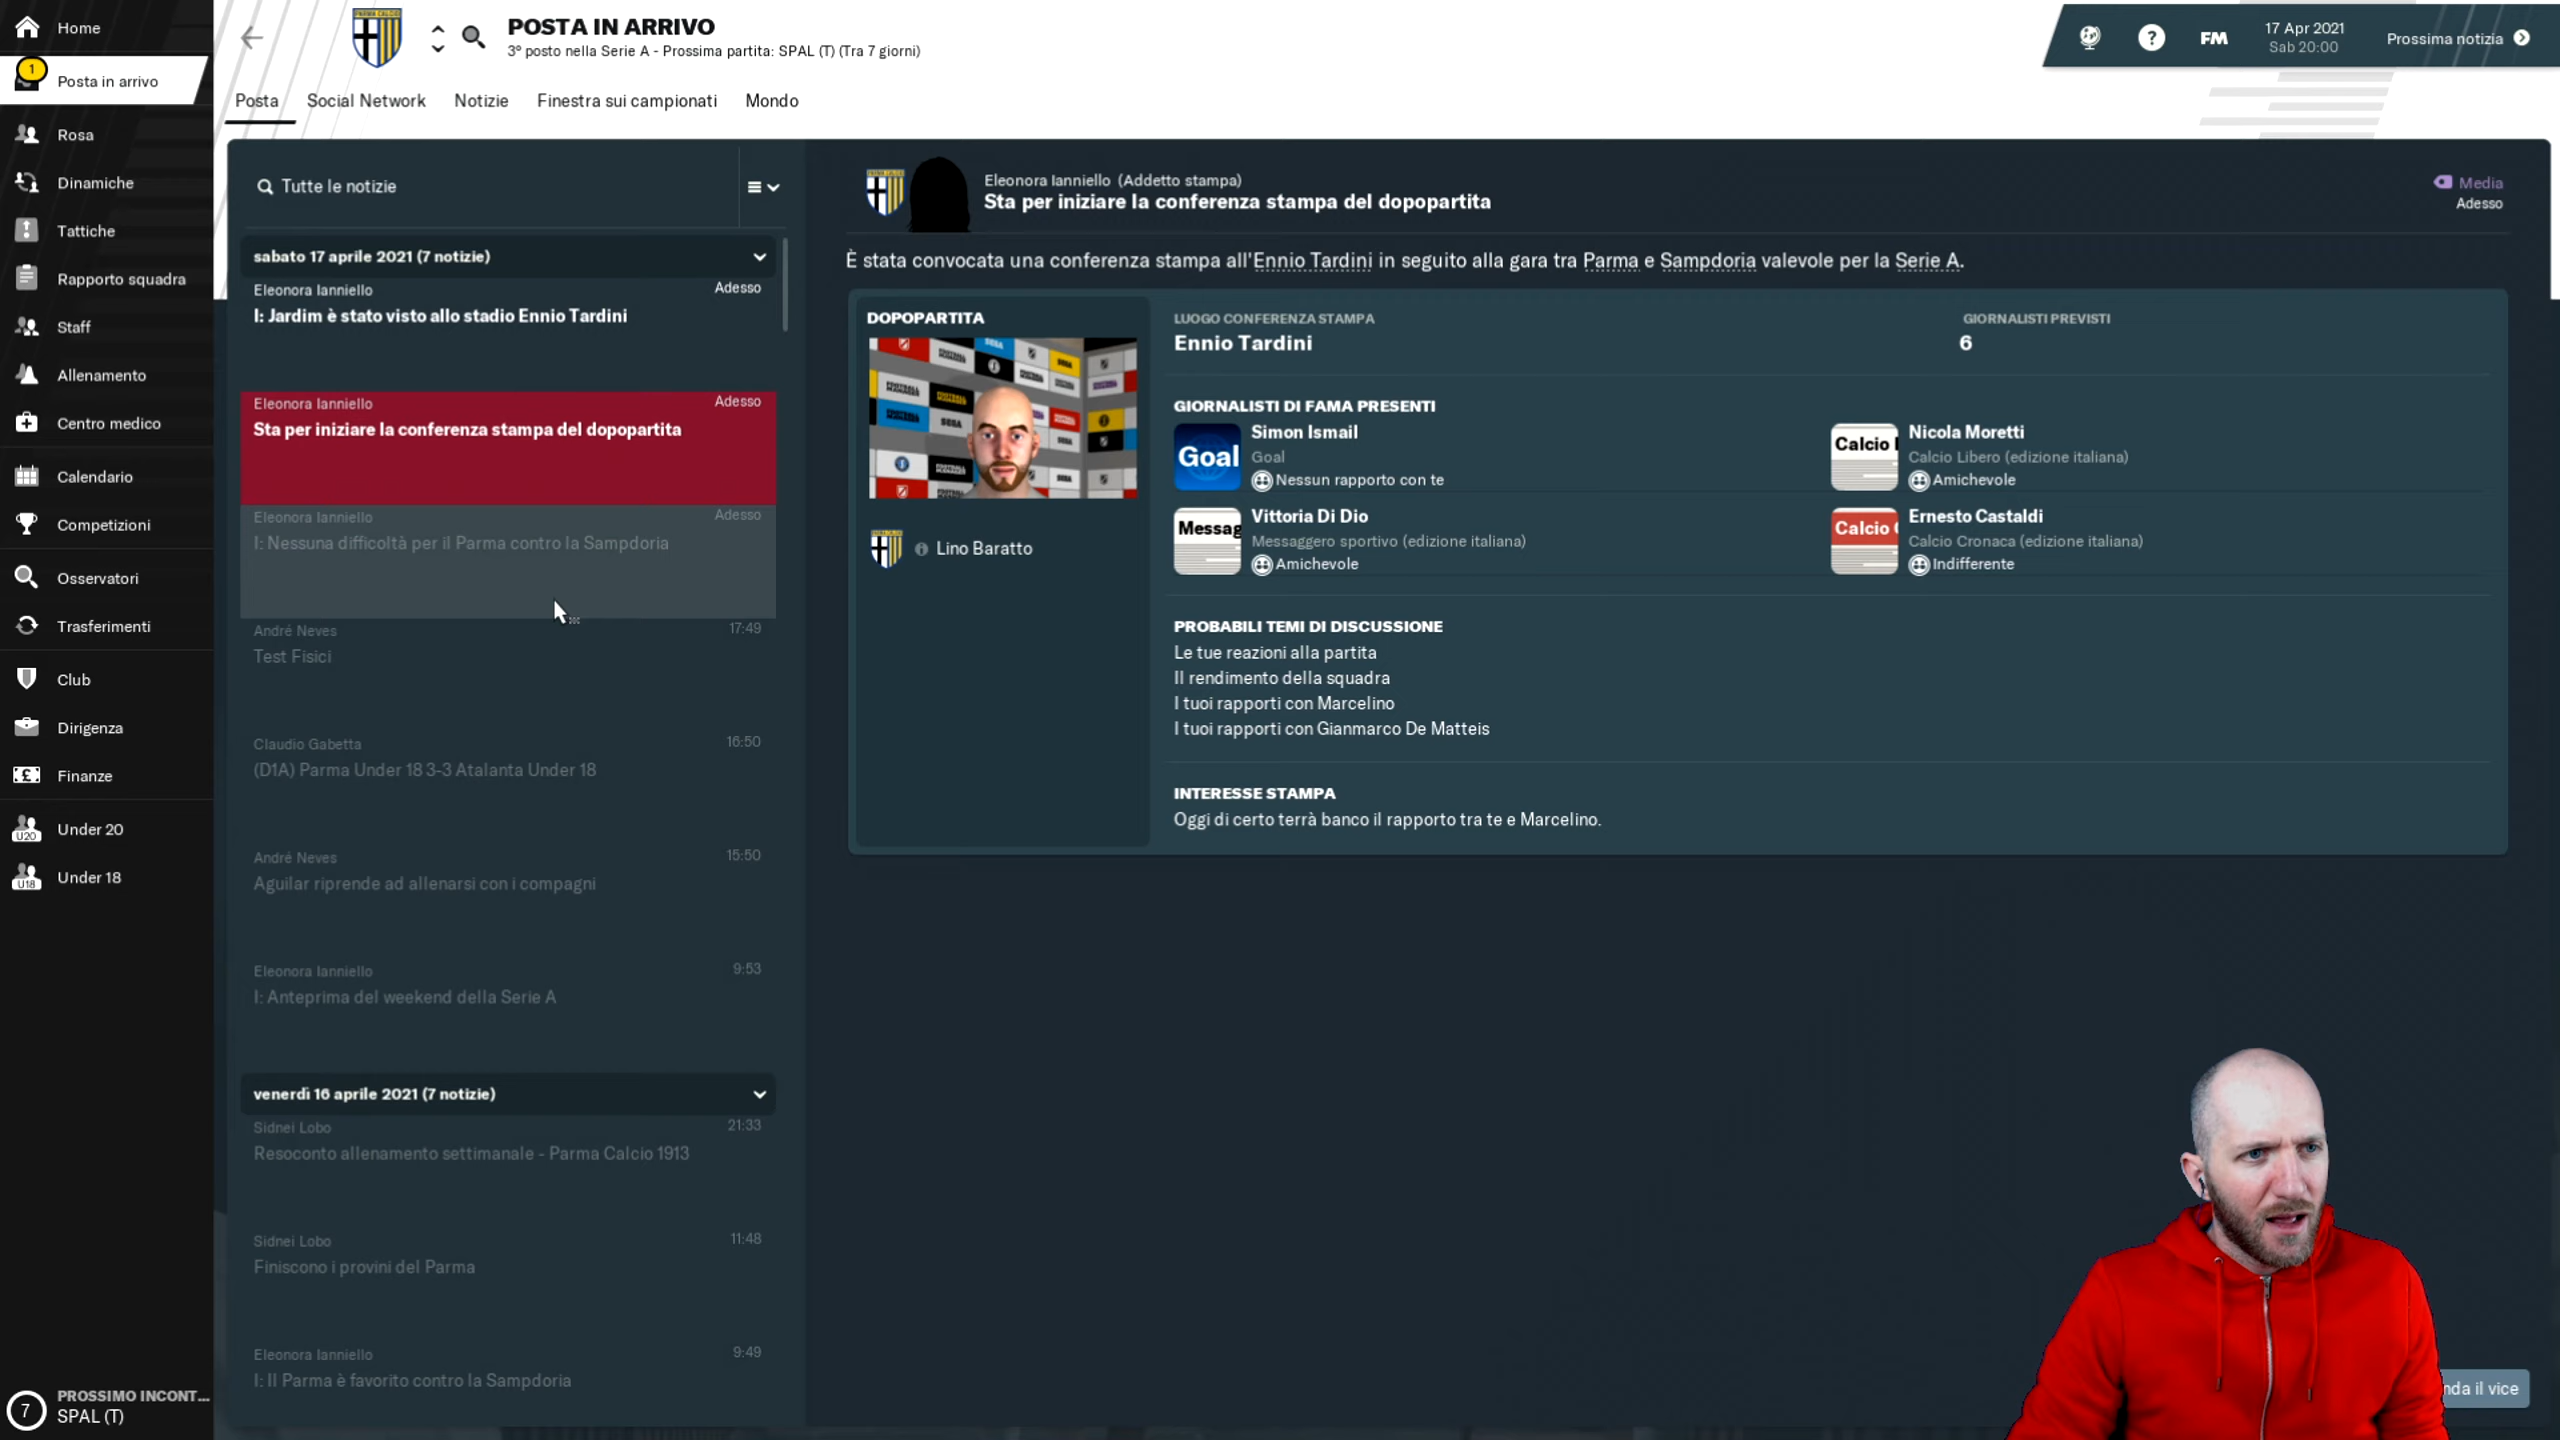 Home
1
Posta in arrivo
Rosa
Dinamiche
Tattiche
Rapporto squadra
Staff
Allenamento
Centro medico
Calendario
Competizioni
Osservatori
Trasferimenti
Club
Dirigenza
Finanze
U20
Under 20
U18
Under 18
7
PROSSIMO INCONT...
SPAL (T)
POSTA IN ARRIVO
3º posto nella Serie A - Prossima partita: SPAL (T) (Tra 7 giorni)
FM
17 Apr 2021
Sab 20:00
Prossima notizia
Posta
Social Network
Notizie
Finestra sui campionati
Mondo
Tutte le notizie
sabato 17 aprile 2021 (7 notizie)
Eleonora Ianniello
Adesso
I: Jardim è stato visto allo stadio Ennio Tardini
Eleonora Ianniello
Adesso
Sta per iniziare la conferenza stampa del dopopartita
Eleonora Ianniello
Adesso
I: Nessuna difficoltà per il Parma contro la Sampdoria
André Neves
17:49
Test Fisici
Claudio Gabetta
16:50
(D1A) Parma Under 18 3-3 Atalanta Under 18
André Neves
15:50
Aguilar riprende ad allenarsi con i compagni
Eleonora Ianniello
9:53
I: Anteprima del weekend della Serie A
venerdì 16 aprile 2021 (7 notizie)
Sidnei Lobo
21:33
Resoconto allenamento settimanale - Parma Calcio 1913
Sidnei Lobo
11:48
Finiscono i provini del Parma
Eleonora Ianniello
9:49
I: Il Parma è favorito contro la Sampdoria
Eleonora Ianniello (Addetto stampa)
Sta per iniziare la conferenza stampa del dopopartita
Media
Adesso
È stata convocata una conferenza stampa all'Ennio Tardini in seguito alla gara tra Parma e Sampdoria valevole per la Serie A.
DOPOPARTITA
Lino Baratto
LUOGO CONFERENZA STAMPA
Ennio Tardini
GIORNALISTI PREVISTI
6
GIORNALISTI DI FAMA PRESENTI
Goal
Simon Ismail
Goal
Nessun rapporto con te
Calcio
Nicola Moretti
Calcio Libero (edizione italiana)
Amichevole
Messag
Vittoria Di Dio
Messaggero sportivo (edizione italiana)
Amichevole
Calcio
Ernesto Castaldi
Calcio Cronaca (edizione italiana)
Indifferente
PROBABILI TEMI DI DISCUSSIONE
Le tue reazioni alla partita
Il rendimento della squadra
I tuoi rapporti con Marcelino
I tuoi rapporti con Gianmarco De Matteis
INTERESSE STAMPA
Oggi di certo terrà banco il rapporto tra te e Marcelino.
nda il vice